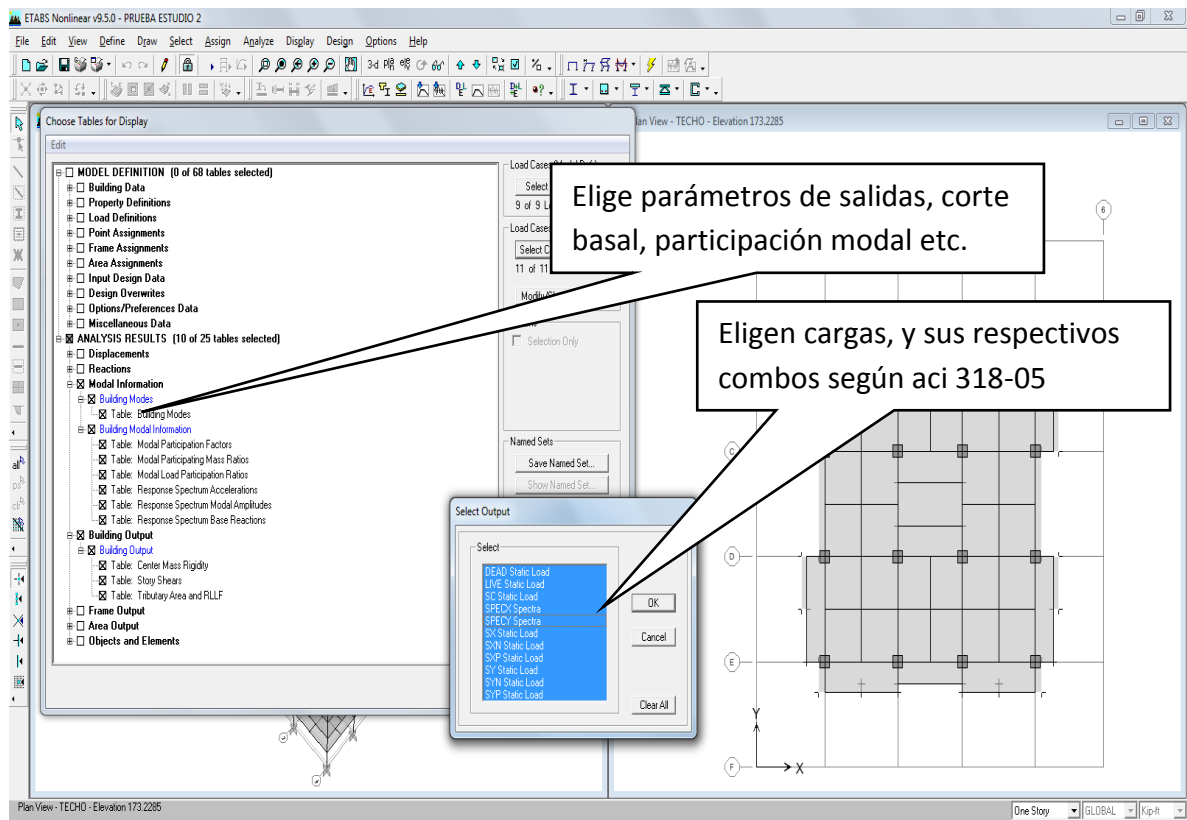 ETABS Nonlinear v9.5.0 - PRUEBA ESTUDIO 2
File Edit View Define Draw Select Assign Analyze Display Design Options Help
3-d
Choose Tables for Display
Edit
MODEL DEFINITION (0 of 68 tables selected)
Building Data
Property Definitions
Load Definitions
Point Assignments
Frame Assignments
Area Assignments
Input Design Data
Design Overwrites
Options/Preferences Data
Miscellaneous Data
ANALYSIS RESULTS (10 of 25 tables selected)
Displacements
Reactions
Modal Information
Building Modes
Table: Building Modes
Building Modal Information
Table: Modal Participation Factors
Table: Modal Participating Mass Ratios
Table: Modal Load Participation Ratios
Table: Response Spectrum Accelerations
Table: Response Spectrum Modal Amplitudes
Table: Response Spectrum Base Reactions
Building Output
Building Output
Table: Center Mass Rigidity
Table: Story Shears
Table: Tributary Area and RLLF
Frame Output
Area Output
Objects and Elements
Load Cases
Select
9 of 9
Load Cases
Select
11 of 11
Selection Only
Named Sets
Save Named Set...
Show Named Set...
Elige parámetros de salidas, corte
basal, participación modal etc.
Eligen cargas, y sus respectivos
combos según aci 318-05
Select Output
Select
DEAD Static Load
LIVE Static Load
SC Static Load
SPECX Spectra
SPECY Spectra
SX Static Load
SXN Static Load
SXP Static Load
SY Static Load
SYN Static Load
SYP Static Load
OK
Cancel
Clear All
Plan View - TECHO - Elevation 173.2285
6
C
D
E
F
Y
X
all
Plan View - TECHO - Elevation 173.2285
One Story GLOBAL Kip-ft